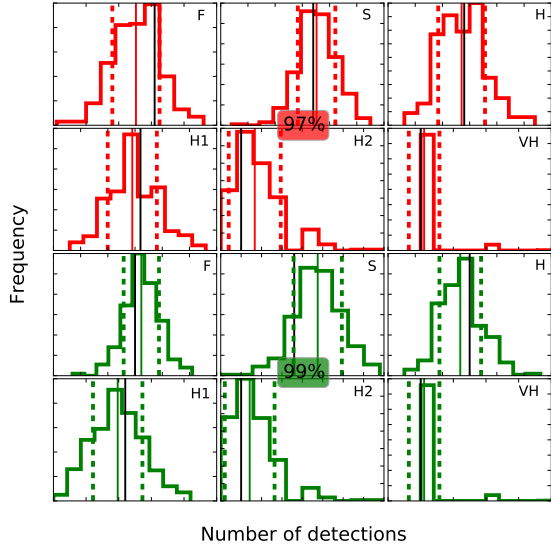 F S H
97%
H1 H2 VH
F S H
99%
H1 H2 VH
Frequency
Number of detections